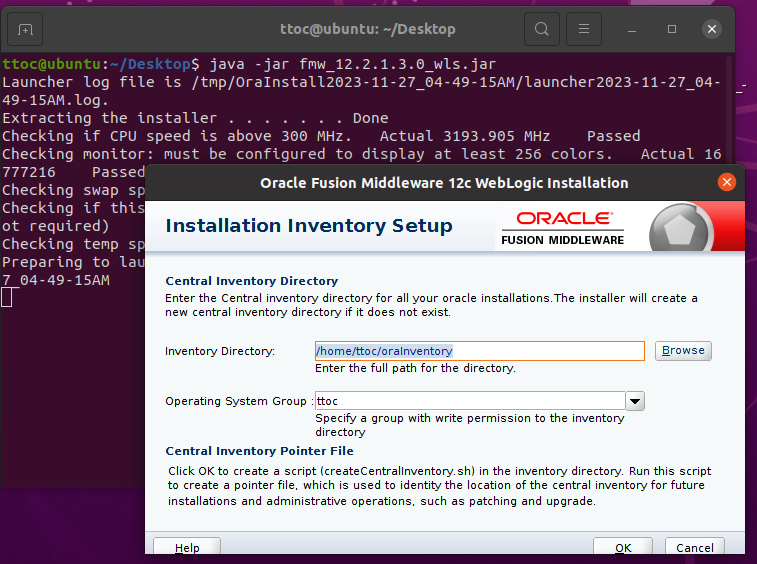 ttoc@ubuntu: ~/Desktop
ttoc@ubuntu:~/Desktop$ java -jar fmw_12.2.1.3.0_wls.jar
Launcher log file is /tmp/OraInstall2023-11-27_04-49-15AM/launcher2023-11-27_04-
49-15AM.log.
Extracting the installer . . . . . . . Done
Checking if CPU speed is above 300 MHz.   Actual 3193.905 MHz    Passed
Checking monitor: must be configured to display at least 256 colors.   Actual 16
777216    Passed
Checking swap sp
Checking if this
ot required)
Checking temp sp
Preparing to lau
7_04-49-15AM
Oracle Fusion Middleware 12c WebLogic Installation
Installation Inventory Setup
ORACLE
FUSION MIDDLEWARE
Central Inventory Directory
Enter the Central inventory directory for all your oracle installations.The installer will create a
new central inventory directory if it does not exist.
Inventory Directory: /home/ttoc/oraInventory Browse
Enter the full path for the directory.
Operating System Group : ttoc
Specify a group with write permission to the inventory
directory
Central Inventory Pointer File
Click OK to create a script (createCentralInventory.sh) in the inventory directory. Run this script
to create a pointer file, which is used to identity the location of the central inventory for future
installations and administrative operations, such as patching and upgrade.
Help OK Cancel